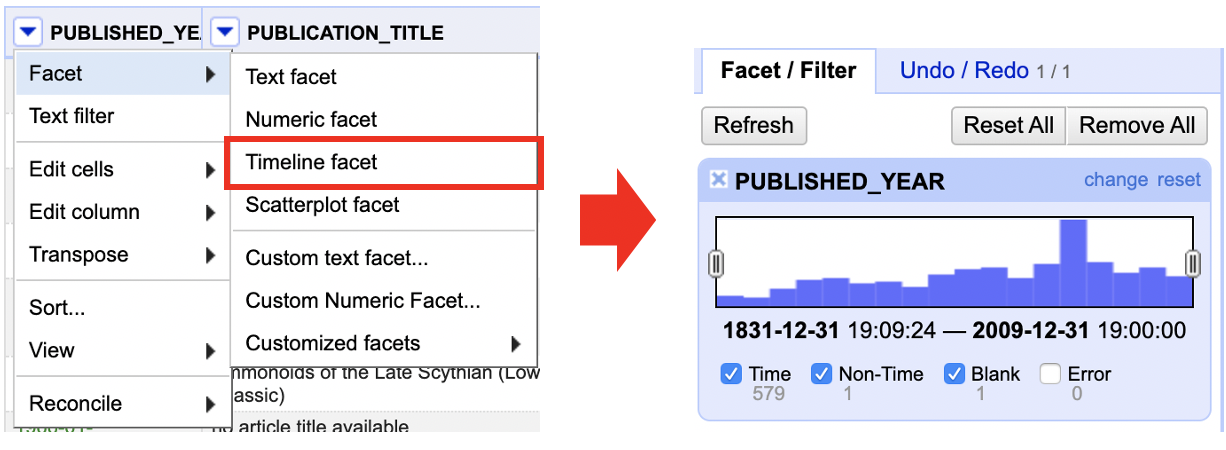 PUBLISHED_YEA
PUBLICATION_TITLE
Facet
Text filter
Edit cells
Edit column
Transpose
Sort...
View
Reconcile
Text facet
Numeric facet
Timeline facet
Scatterplot facet
Custom text facet...
Custom Numeric Facet...
Customized facets
mmonoids of the Late Scythian (Low
assic)
no article title available
Facet / Filter
Undo / Redo 1 / 1
Refresh
Reset All
Remove All
PUBLISHED_YEAR
change reset
1831-12-31 19:09:24 — 2009-12-31 19:00:00
Time
579
Non-Time
1
Blank
1
Error
0